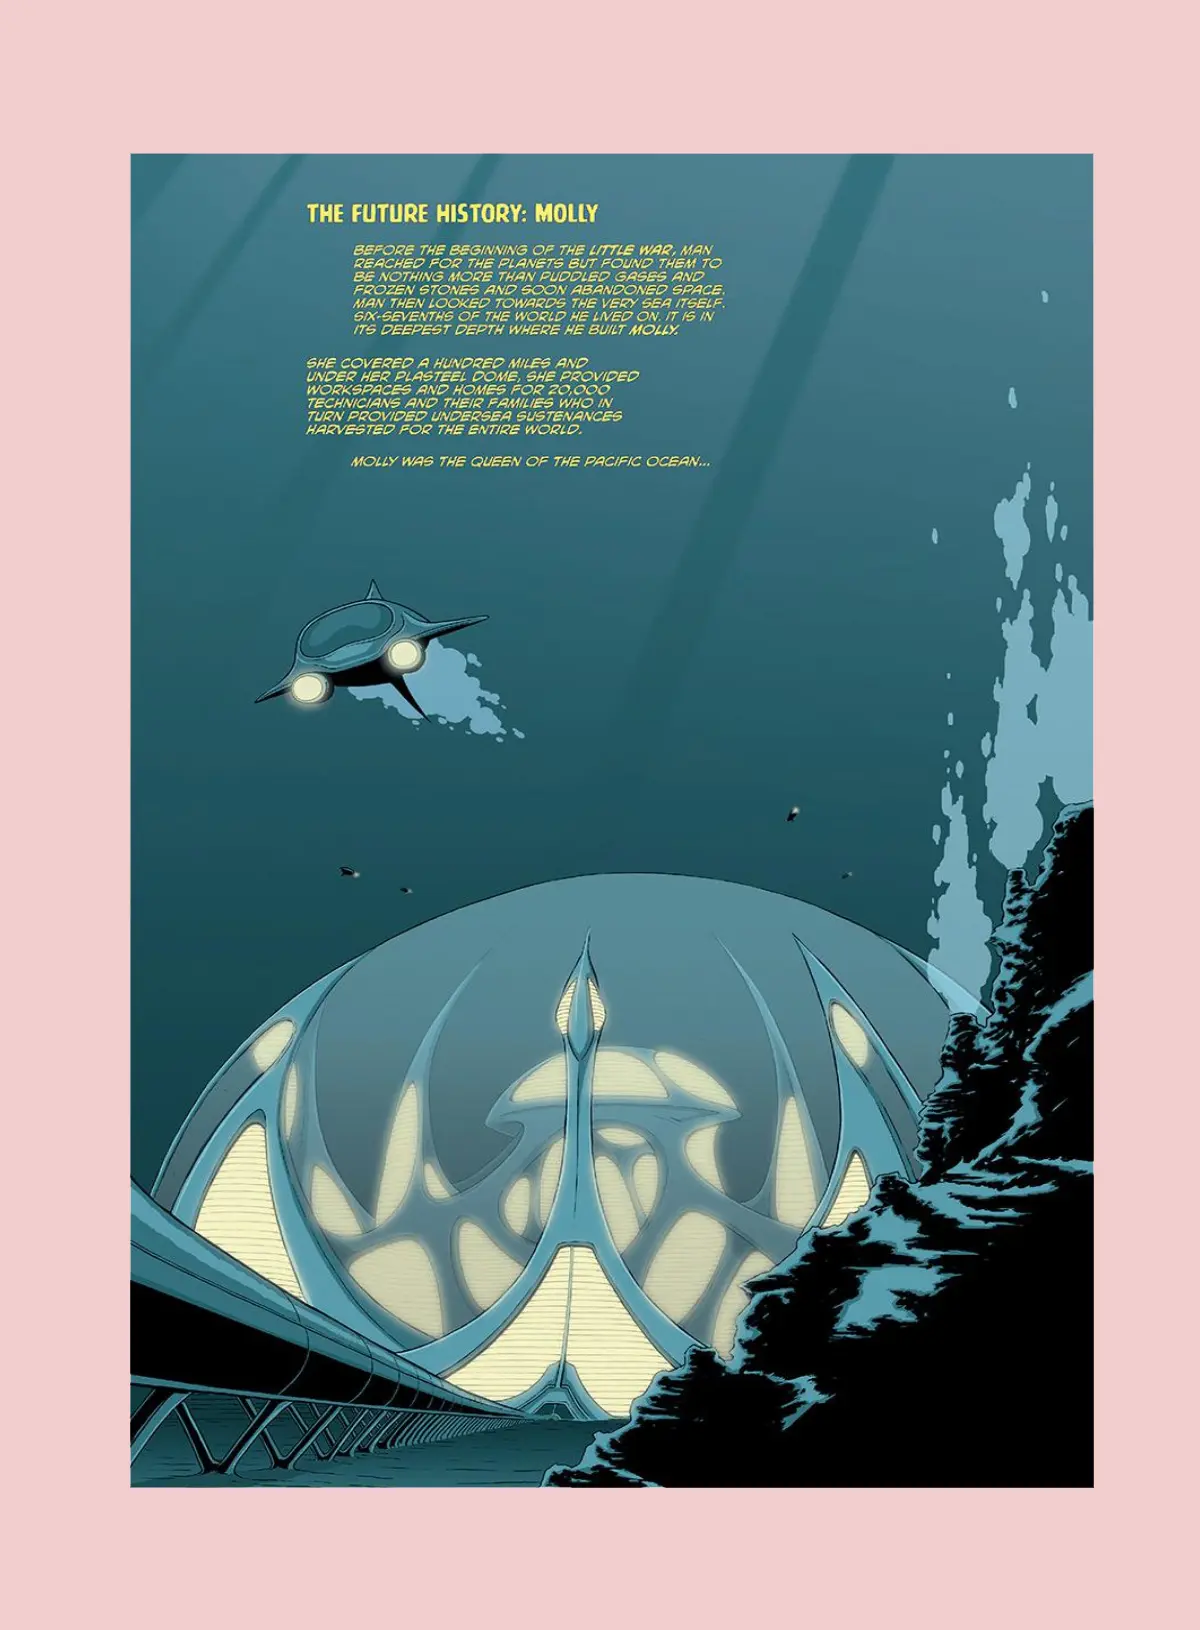 THE FUTURE HISTORY: MOLLY
BEFORE THE BEGINNING OF THE LITTLE WAR, MAN
REACHED FOR THE PLANETS BUT FOUND THEM TO
BE NOTHING MORE THAN PUDDLED GASES AND
FROZEN STONES AND SOON ABANDONED SPACE.
MAN THEN LOOKED TOWARDS THE VERY SEA ITSELF.
SIX-SEVENTHS OF THE WORLD HE LIVED ON. IT IS IN
ITS DEEPEST DEPTH WHERE HE BUILT MOLLY.
SHE COVERED A HUNDRED MILES AND
UNDER HER PLASTEEL DOME, SHE PROVIDED
WORKSPACES AND HOMES FOR 20,000
TECHNICIANS AND THEIR FAMILIES WHO IN
TURN PROVIDED UNDERSEA SUSTENANCES
HARVESTED FOR THE ENTIRE WORLD.
MOLLY WAS THE QUEEN OF THE PACIFIC OCEAN...